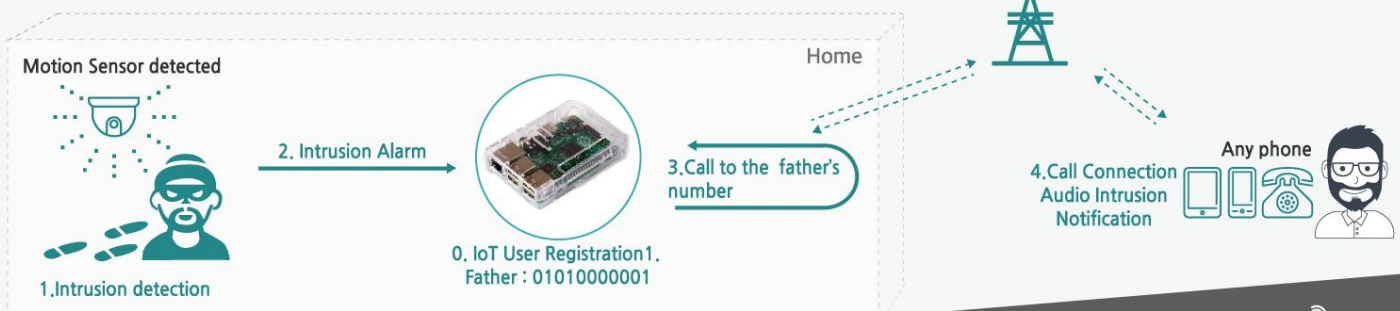 Home
Motion Sensor detected
2. Intrusion Alarm
3.Call to the father's
number
Any phone
4.Call Connection
Audio Intrusion
Notification
0. IoT User Registration1.
Father : 01010000001
1.Intrusion detection